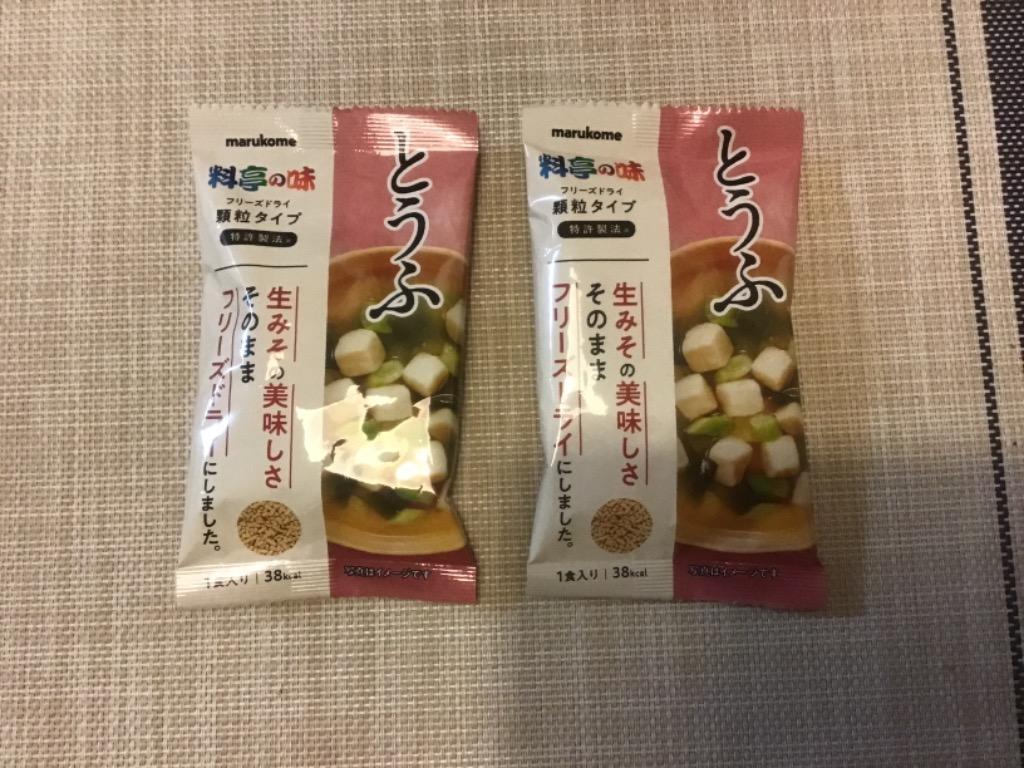 marukome
料亭の味
フリーズドライ
顆粒タイプ
特許製法※
生みその美味しさ
そのまま
フリーズドライにしました。
1食入り | 38kcal
とうふ
写真はイメージです
marukome
料亭の味
フリーズドライ
顆粒タイプ
特許製法※
生みその美味しさ
そのまま
フリーズドライにしました。
1食入り | 38kcal
とうふ
写真はイメージです